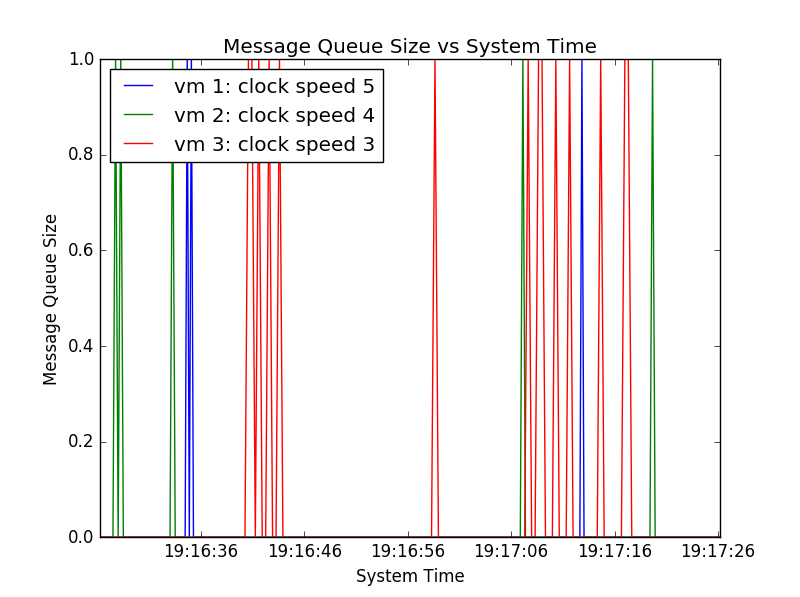 Message Queue Size vs System Time
1.0
vm 1: clock speed 5
vm 2: clock speed 4
vm 3: clock speed 3
0.8
0.6
0.4
0.2
0.0
Message Queue Size
19:16:36 19:16:46 19:16:56 19:17:06 19:17:16 19:17:26
System Time